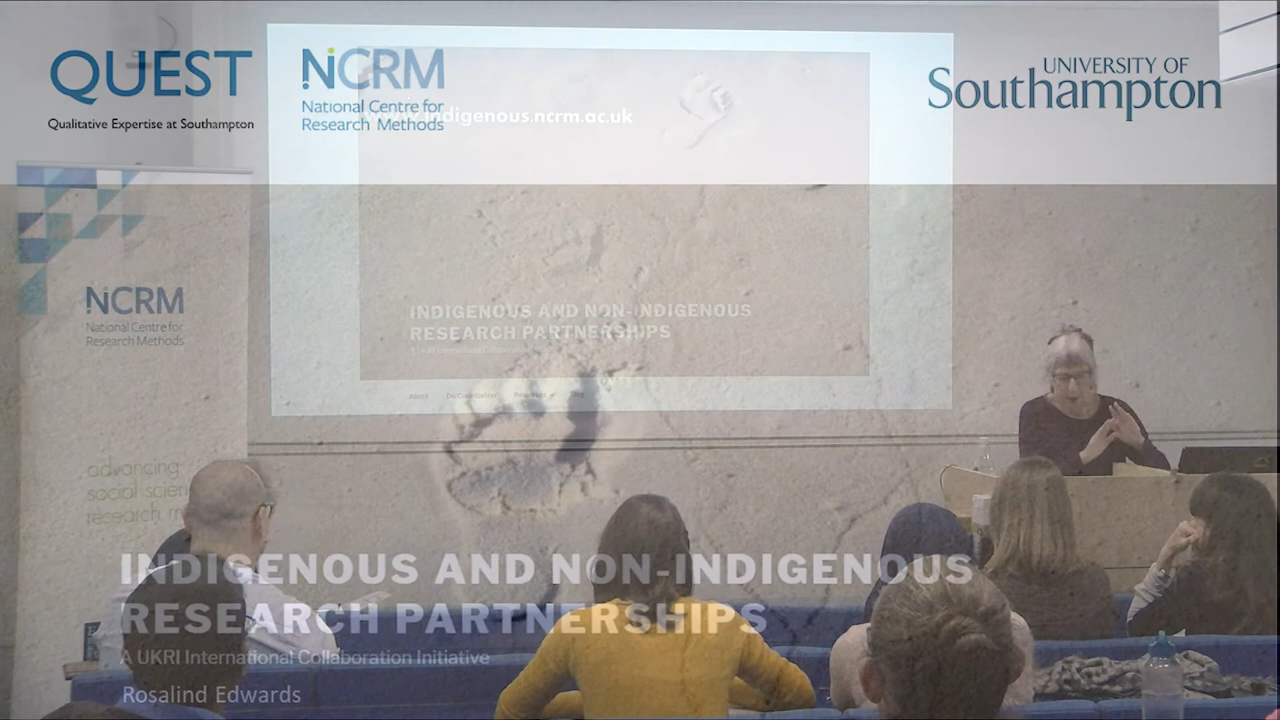 QUEST
Qualitative Expertise at Southampton
NCRM
National Centre for
Research Methods
UNIVERSITY OF
Southampton
indigenous.ncrm.ac.uk
NCRM
National Centre for
Research Methods
INDIGENOUS AND NON-INDIGENOUS
RESEARCH PARTNERSHIPS
About
advancing
social scien
research m
INDIGENOUS AND NON-INDIGENOUS
RESEARCH PARTNERSHIPS
A UKRI International Collaboration Initiative
Rosalind Edwards